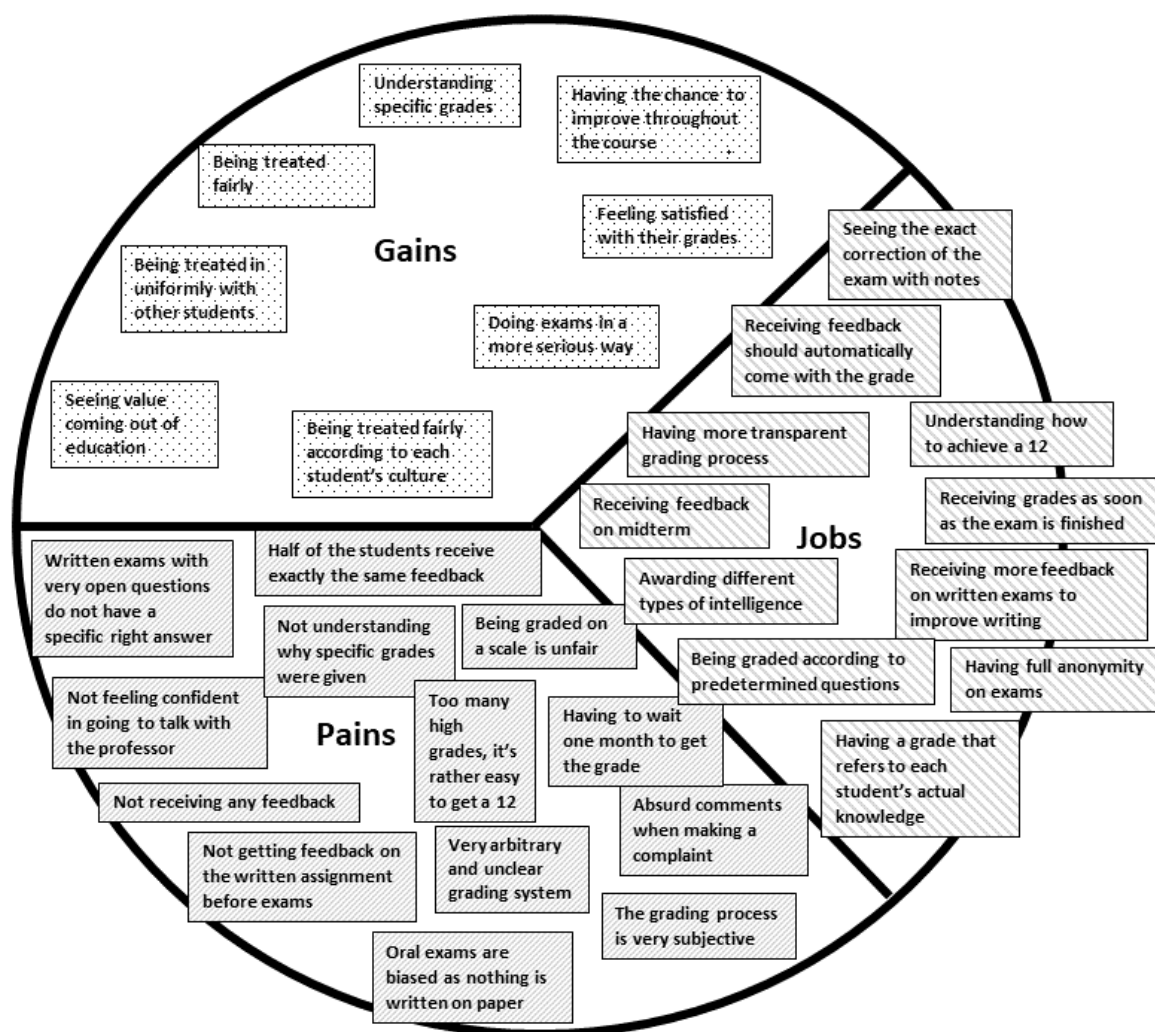 Understanding
specific grades
Having the chance to
improve throughout
the course
Being treated
fairly
Feeling satisfied
with their grades
Gains
Being treated in
uniformly with
other students
Doing exams in a
more serious way
Seeing value
coming out of
education
Being treated fairly
according to each
student's culture
Seeing the exact
correction of the
exam with notes
Receiving feedback
should automatically
come with the grade
Having more transparent
grading process
Understanding how
to achieve a 12
Receiving feedback
on midterm
Jobs
Receiving grades as soon
as the exam is finished
Awarding different
types of intelligence
Receiving more feedback
on written exams to
improve writing
Being graded according to
predetermined questions
Having full anonymity
on exams
Having a grade that
refers to each
student's actual
knowledge
Written exams with
very open questions
do not have a
specific right answer
Half of the students receive
exactly the same feedback
Not understanding
why specific grades
were given
Being graded on
a scale is unfair
Not feeling confident
in going to talk with
the professor
Pains
Too many
high
grades, it's
rather easy
to get a 12
Having to wait
one month to get
the grade
Not receiving any feedback
Absurd comments
when making a
complaint
Not getting feedback on
the written assignment
before exams
Very arbitrary
and unclear
grading system
The grading process
is very subjective
Oral exams are
biased as nothing is
written on paper